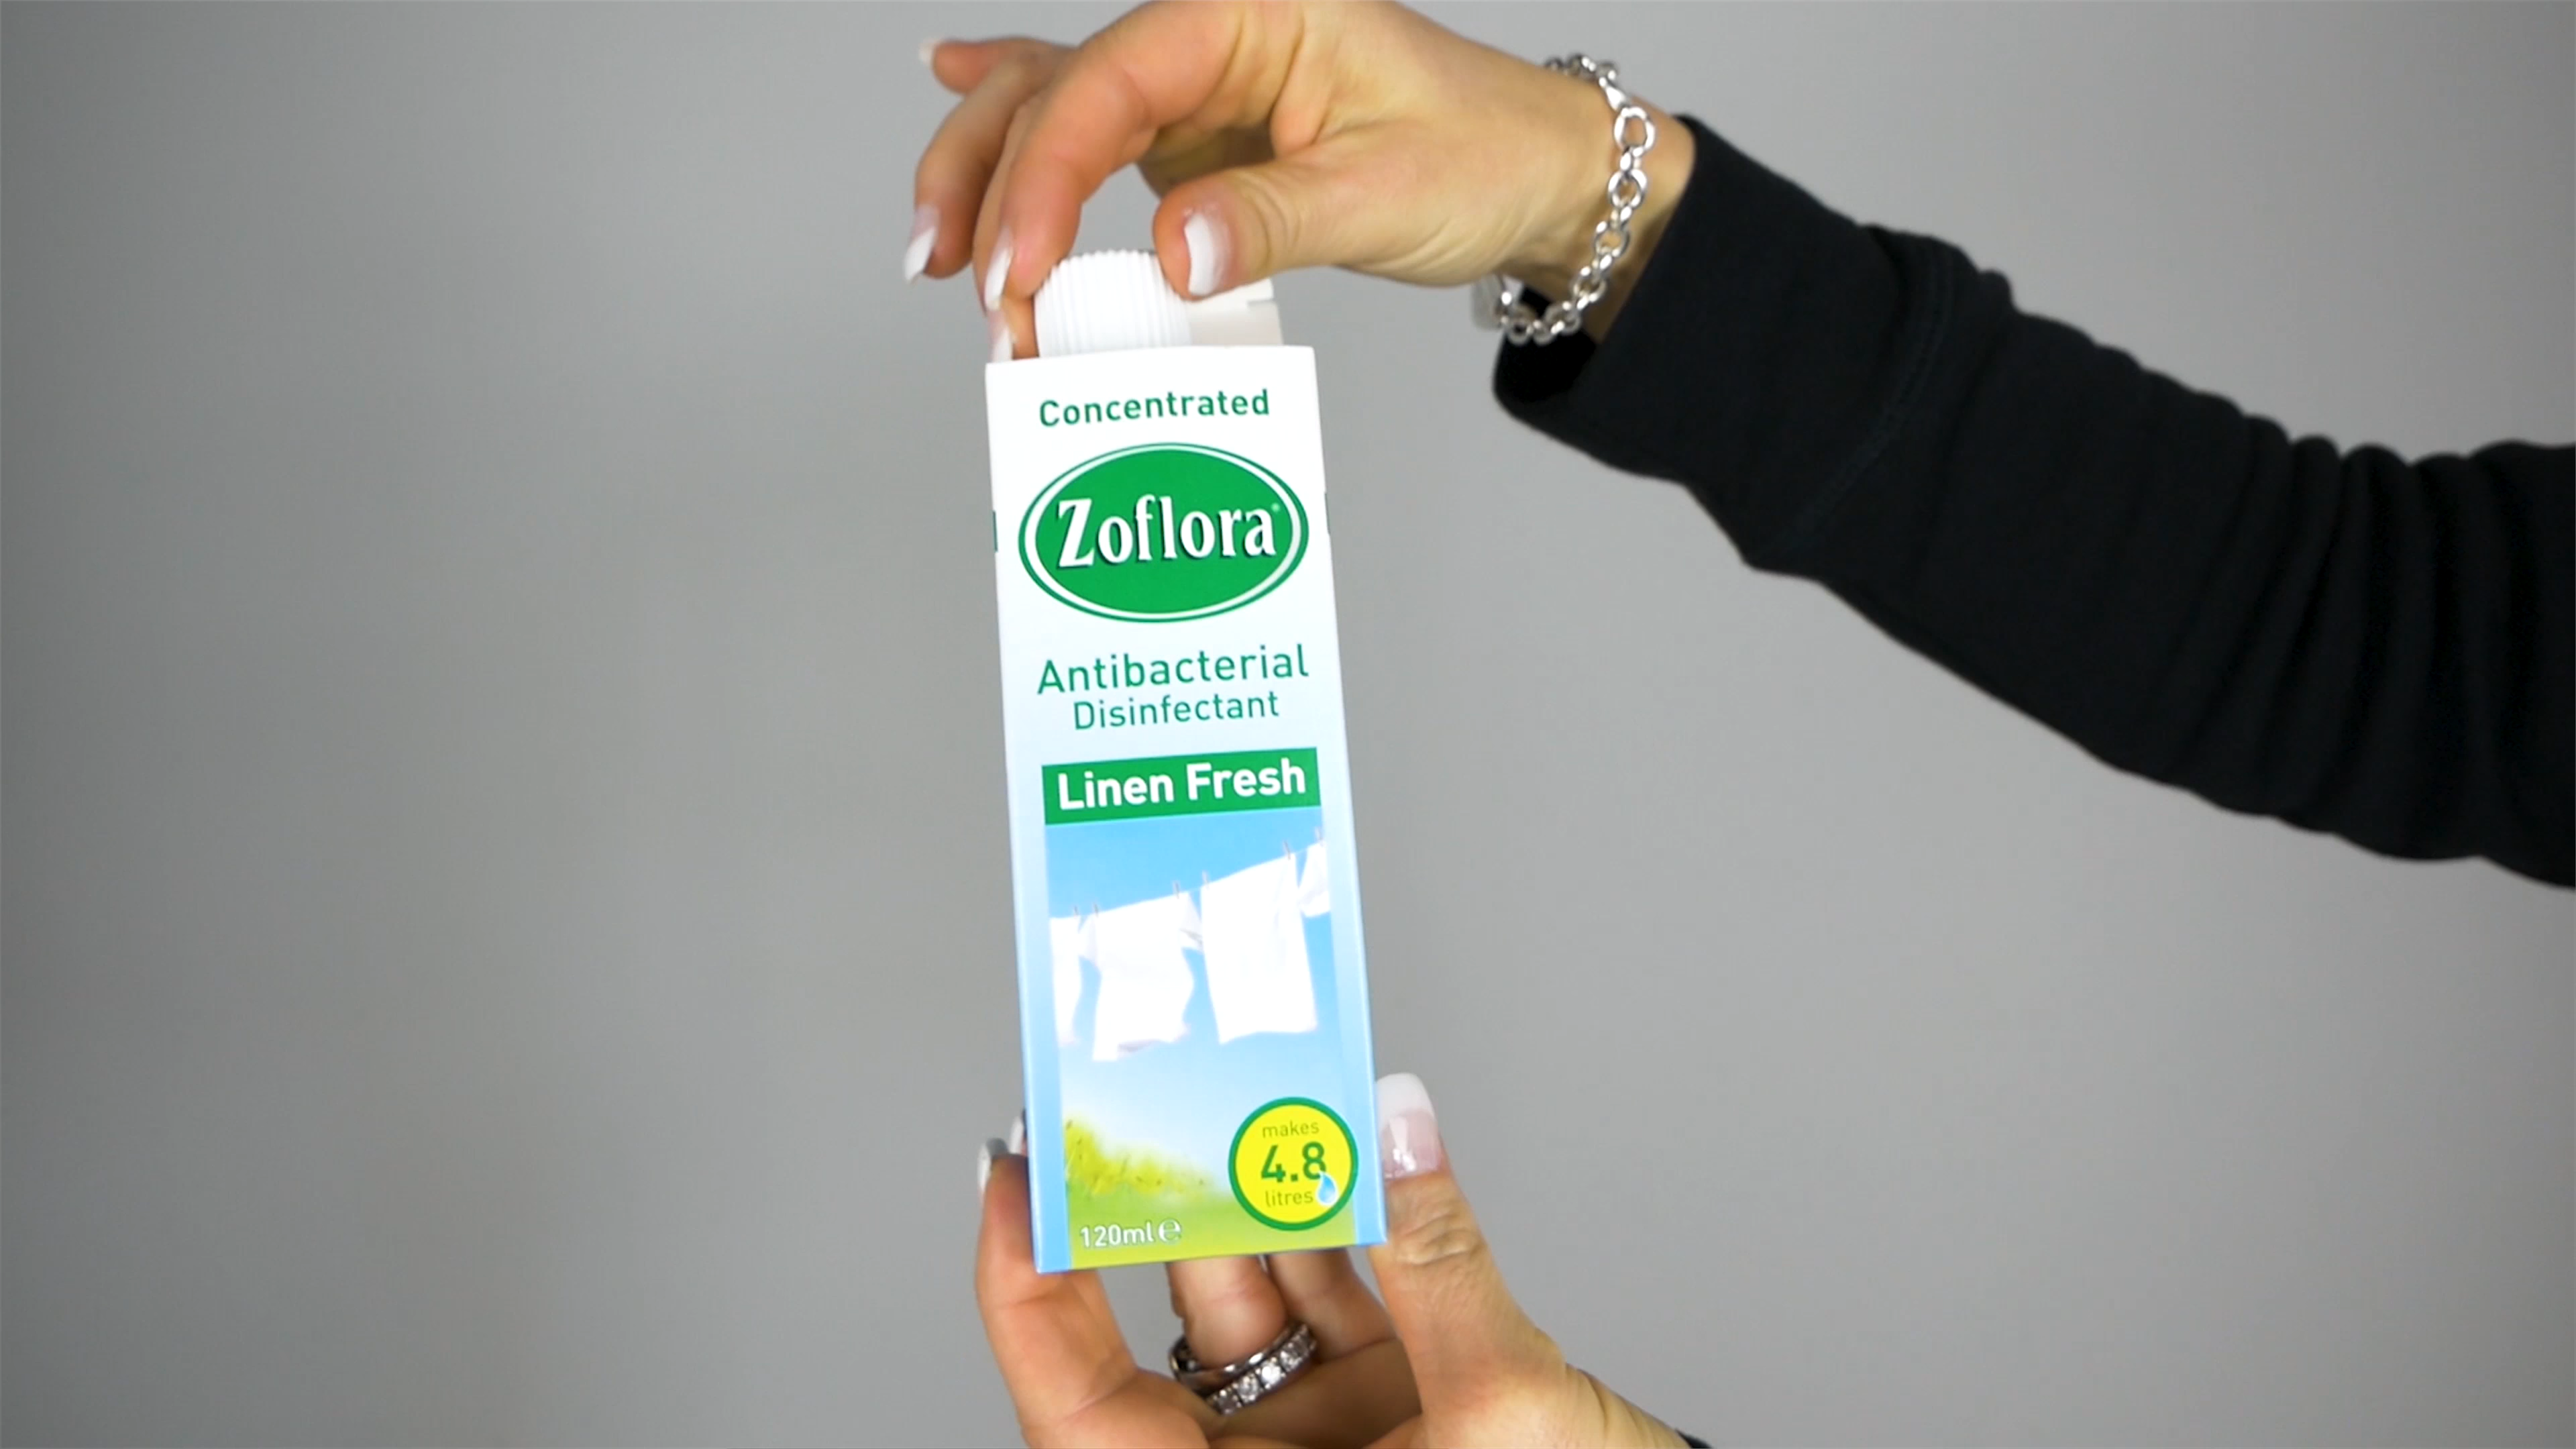 Concentrated
Zoflora®
Antibacterial
Disinfectant
Linen Fresh
makes
4.8
litres
120ml ℮